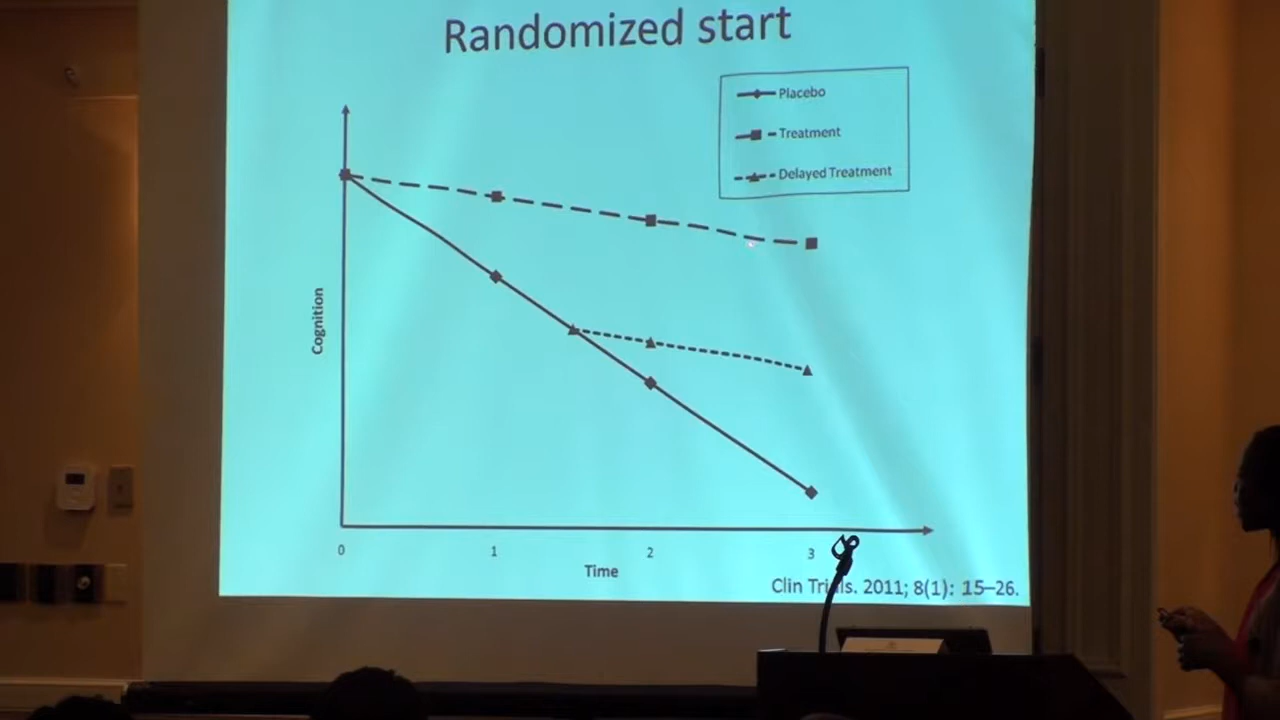 Randomized start
Placebo
Treatment
Delayed Treatment
Cognition
0 1 2 3
Time
Clin Trials. 2011; 8(1): 15–26.